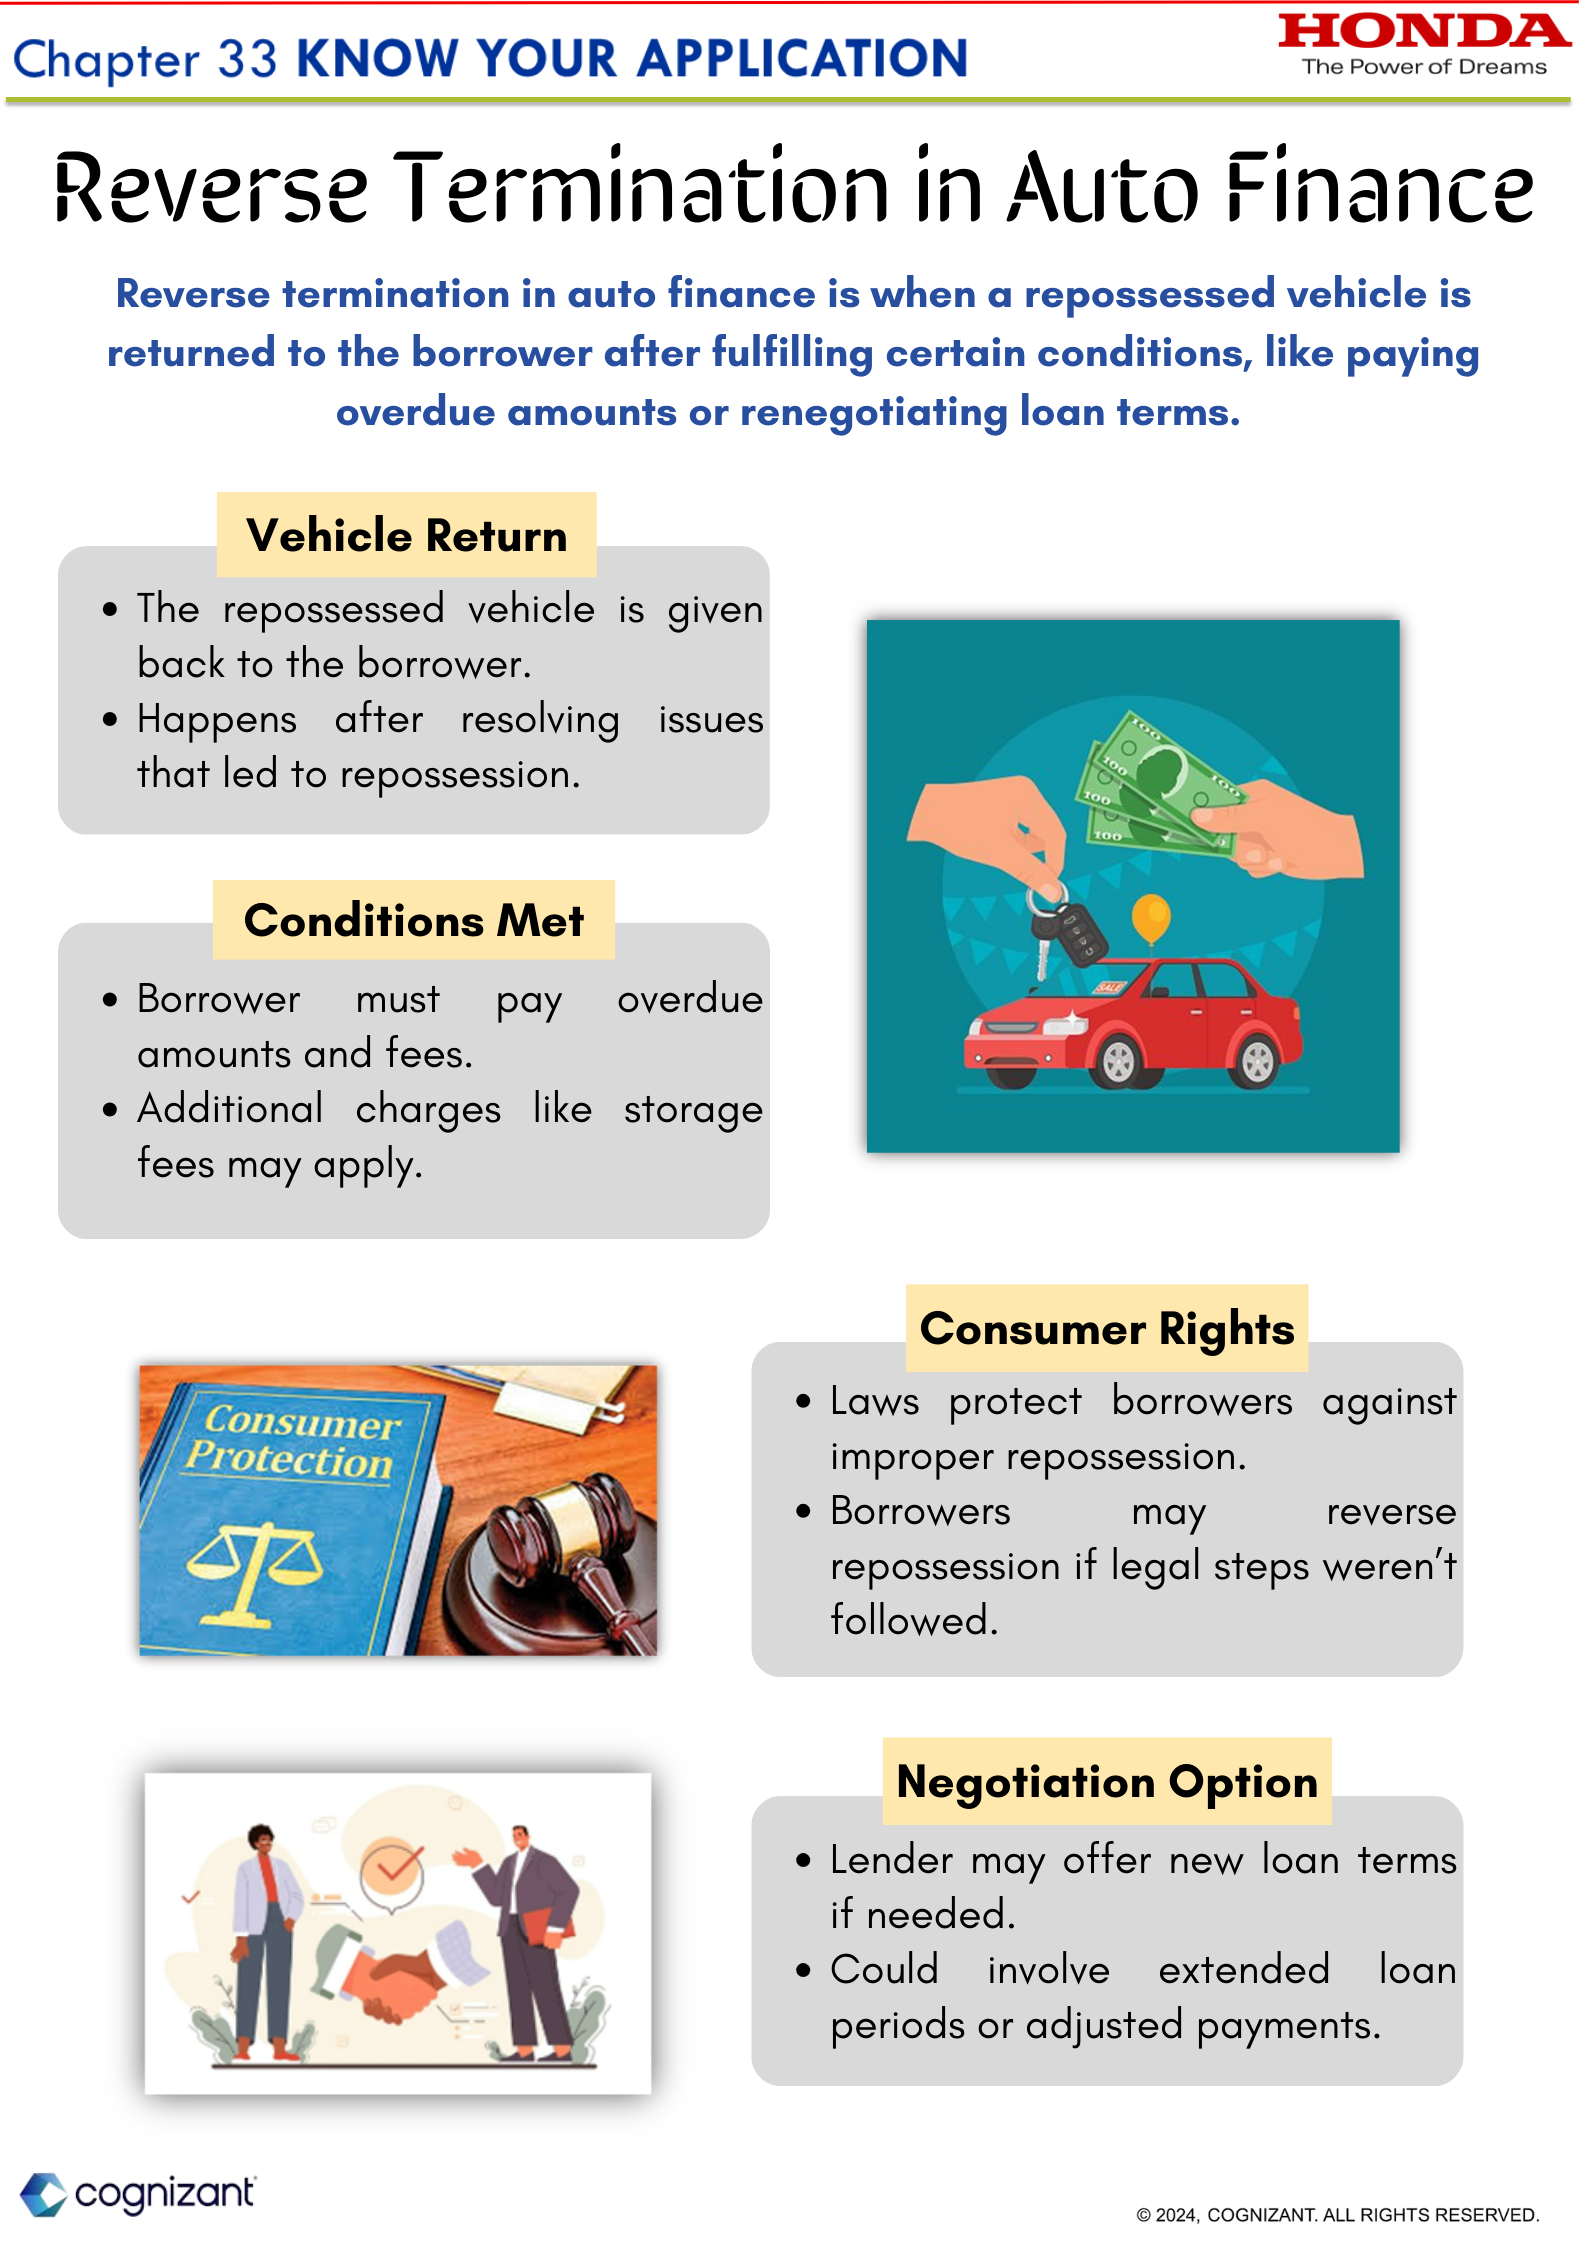 Chapter 33 KNOW YOUR APPLICATION
HONDA
The Power of Dreams
Reverse Termination in Auto Finance
Reverse termination in auto finance is when a repossessed vehicle is
returned to the borrower after fulfilling certain conditions, like paying
overdue amounts or renegotiating loan terms.
Vehicle Return
• The repossessed vehicle is given
back to the borrower.
• Happens after resolving issues
that led to repossession.
Conditions Met
• Borrower must pay overdue
amounts and fees.
• Additional charges like storage
fees may apply.
100
100
100
100
100
100
SALE
Consumer Rights
• Laws protect borrowers against
improper repossession.
• Borrowers may reverse
repossession if legal steps weren't
followed.
Consumer
Protection
Negotiation Option
• Lender may offer new loan terms
if needed.
• Could involve extended loan
periods or adjusted payments.
cognizant
© 2024, COGNIZANT. ALL RIGHTS RESERVED.